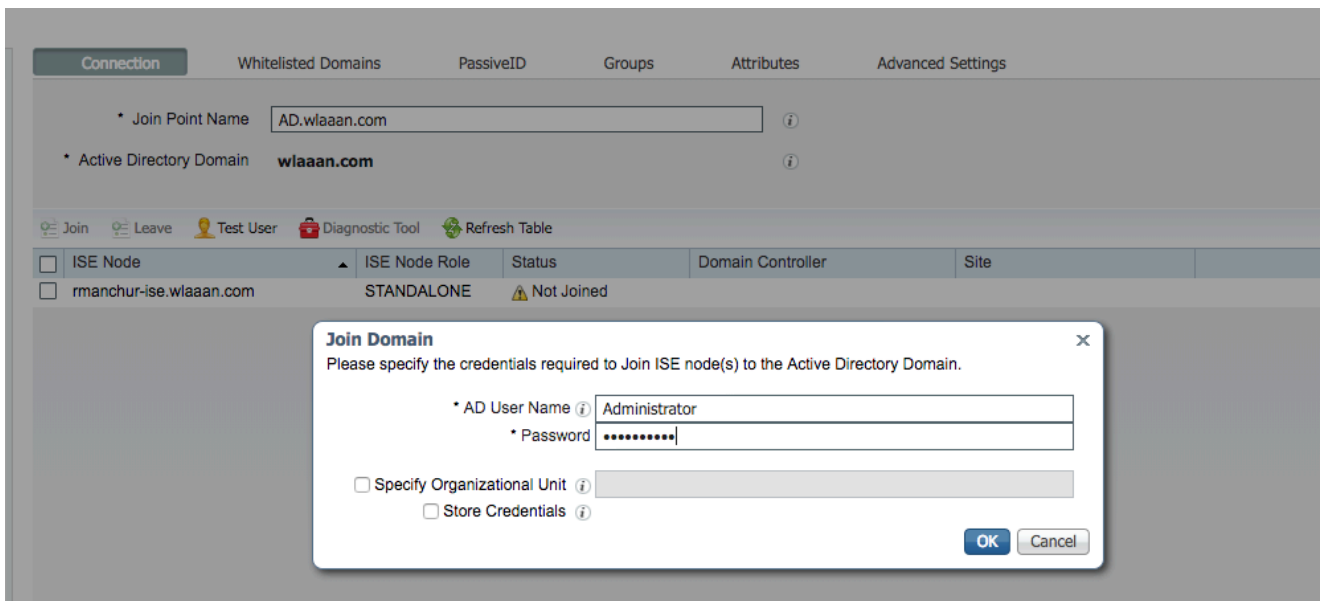 Connection Whitelisted Domains PassiveID Groups Attributes Advanced Settings
* Join Point Name AD.wlaaan.com
* Active Directory Domain wlaaan.com
Join Leave Test User Diagnostic Tool Refresh Table
ISE Node ISE Node Role Status Domain Controller Site
rmanchur-ise.wlaaan.com STANDALONE Not Joined
Join Domain
Please specify the credentials required to Join ISE node(s) to the Active Directory Domain.
* AD User Name Administrator
* Password ••••••••••
Specify Organizational Unit
Store Credentials
OK Cancel